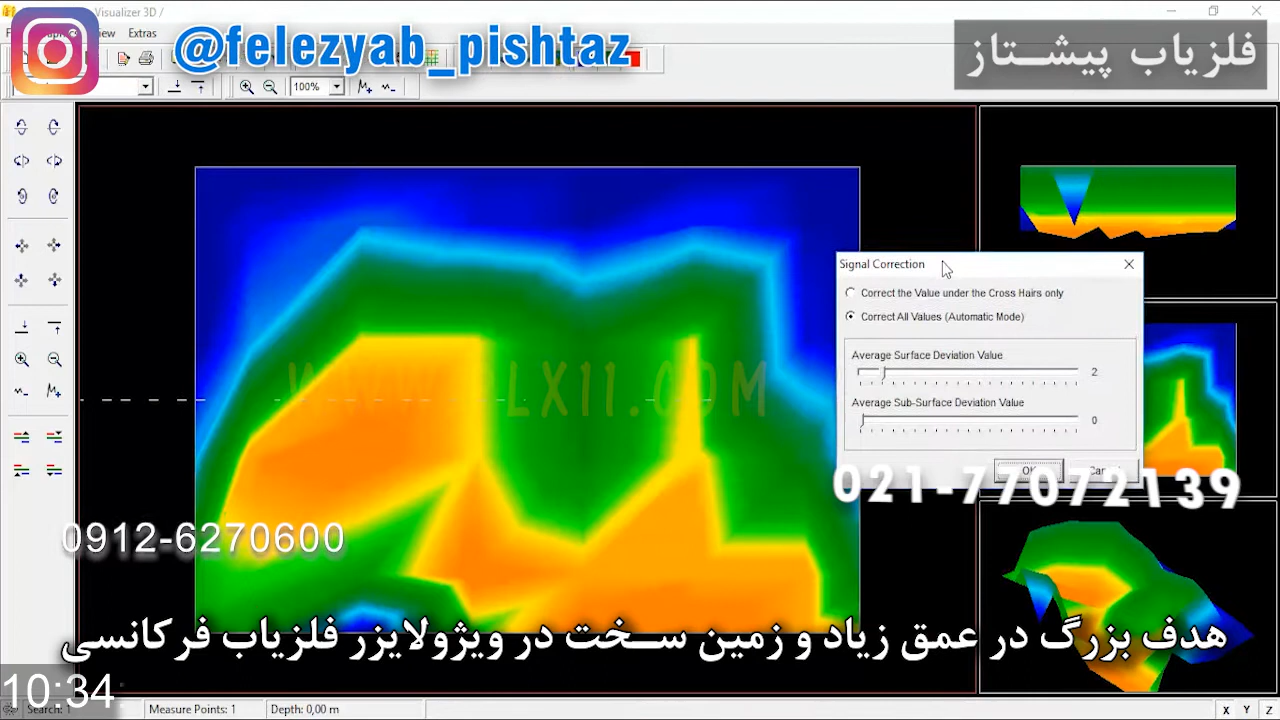 Visualizer 3D /
Extras
@felezyab_pishtaz
فلزیاب پیشتاز
100%
Signal Correction
Correct the Value under the Cross Hairs only
Correct All Values (Automatic Mode)
Average Surface Deviation Value
2
Average Sub-Surface Deviation Value
0
021-77072139
0912-6270600
هدف بزرگ در عمق زیاد و زمین سخت در ویژولایزر فلزیاب فرکانسی
10:34
Search: 1
Measure Points: 1
Depth: 0,00 m
X Y Z